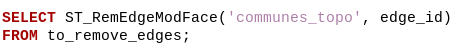 SELECT ST_RemEdgeModFace('communes_topo', edge_id)
FROM to_remove_edges;